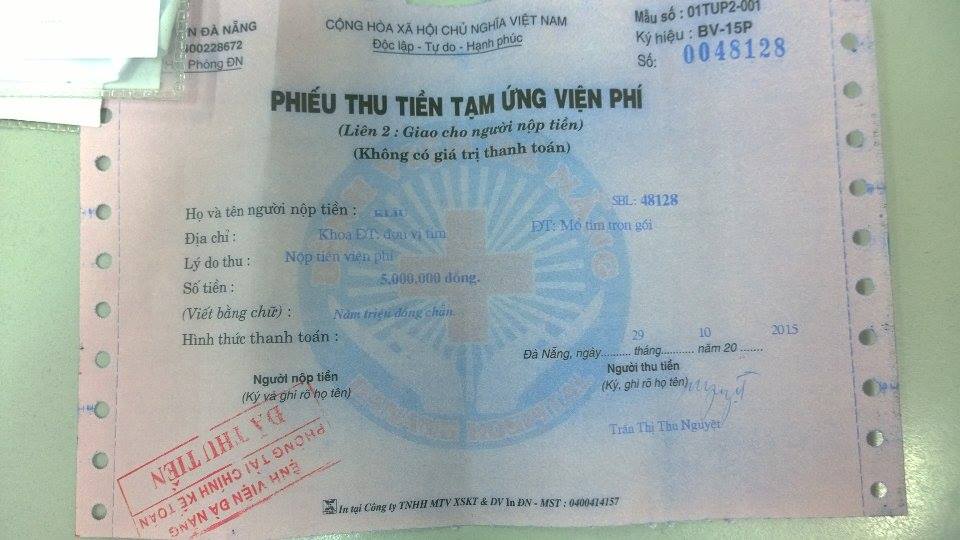 N ĐÀ NẴNG
400228672
Phòng ĐN
CỘNG HÒA XÃ HỘI CHỦ NGHĨA VIỆT NAM
Độc lập - Tự do - Hạnh phúc
Mẫu số : 01TUP2-001
Ký hiệu : BV-15P
Số: 0048128
PHIẾU THU TIỀN TẠM ỨNG VIỆN PHÍ
(Liên 2 : Giao cho người nộp tiền)
(Không có giá trị thanh toán)
SBL: 48128
Họ và tên người nộp tiền :
Địa chỉ : Khoa ĐT: đơn vị tim ĐT: Mổ tim trọn gói
Lý do thu : Nộp tiền viện phí
Số tiền : 5.000.000 đồng.
(Viết bằng chữ) : Năm triệu đồng chẵn
Hình thức thanh toán :
29 10 2015
Đà Nẵng, ngày.......... tháng........... năm 20 .......
Người nộp tiền
(Ký và ghi rõ họ tên)
Người thu tiền
(Ký, ghi rõ họ tên)
Trần Thị Thu Nguyệt
ỆNH VIỆN ĐÀ NẴNG
PHÒNG TÀI CHÍNH KẾ TOÁN
ĐÃ THU TIỀN
In tại Công ty TNHH MTV XSKT & DV In ĐN - MST : 0400414157